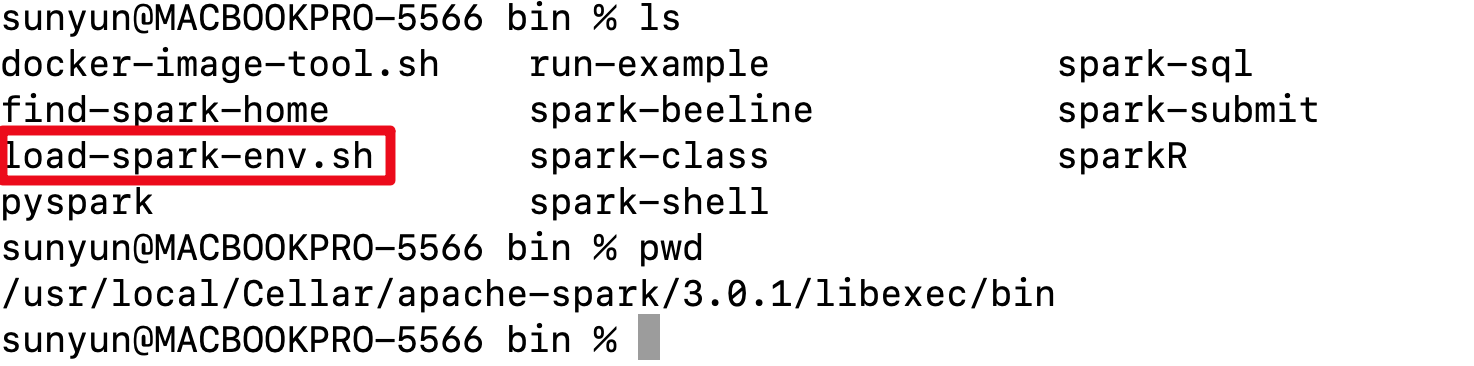 sunyun@MACBOOKPRO-5566 bin % ls
docker-image-tool.sh run-example spark-sql
find-spark-home spark-beeline spark-submit
load-spark-env.sh spark-class sparkR
pyspark spark-shell
sunyun@MACBOOKPRO-5566 bin % pwd
/usr/local/Cellar/apache-spark/3.0.1/libexec/bin
sunyun@MACBOOKPRO-5566 bin %